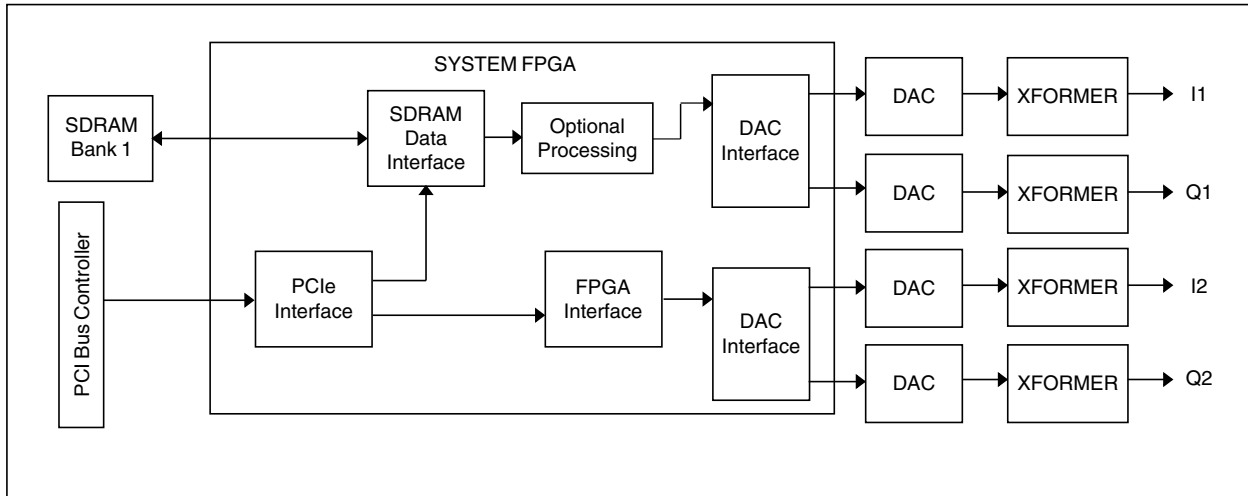 SYSTEM FPGA
SDRAM
Bank 1
SDRAM
Data
Interface
Optional
Processing
DAC
Interface
DAC
XFORMER
I1
DAC
XFORMER
Q1
PCI Bus Controller
PCIe
Interface
FPGA
Interface
DAC
Interface
DAC
XFORMER
I2
DAC
XFORMER
Q2